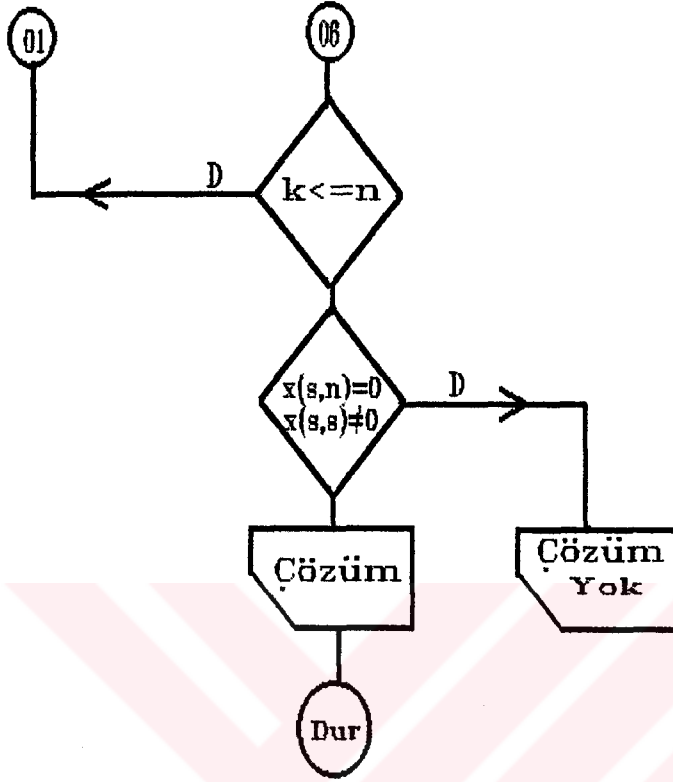 01
06
D
k<=n
x(s,n)=0
x(s,s)≠0
D
Çözüm
Çözüm
Yok
Dur